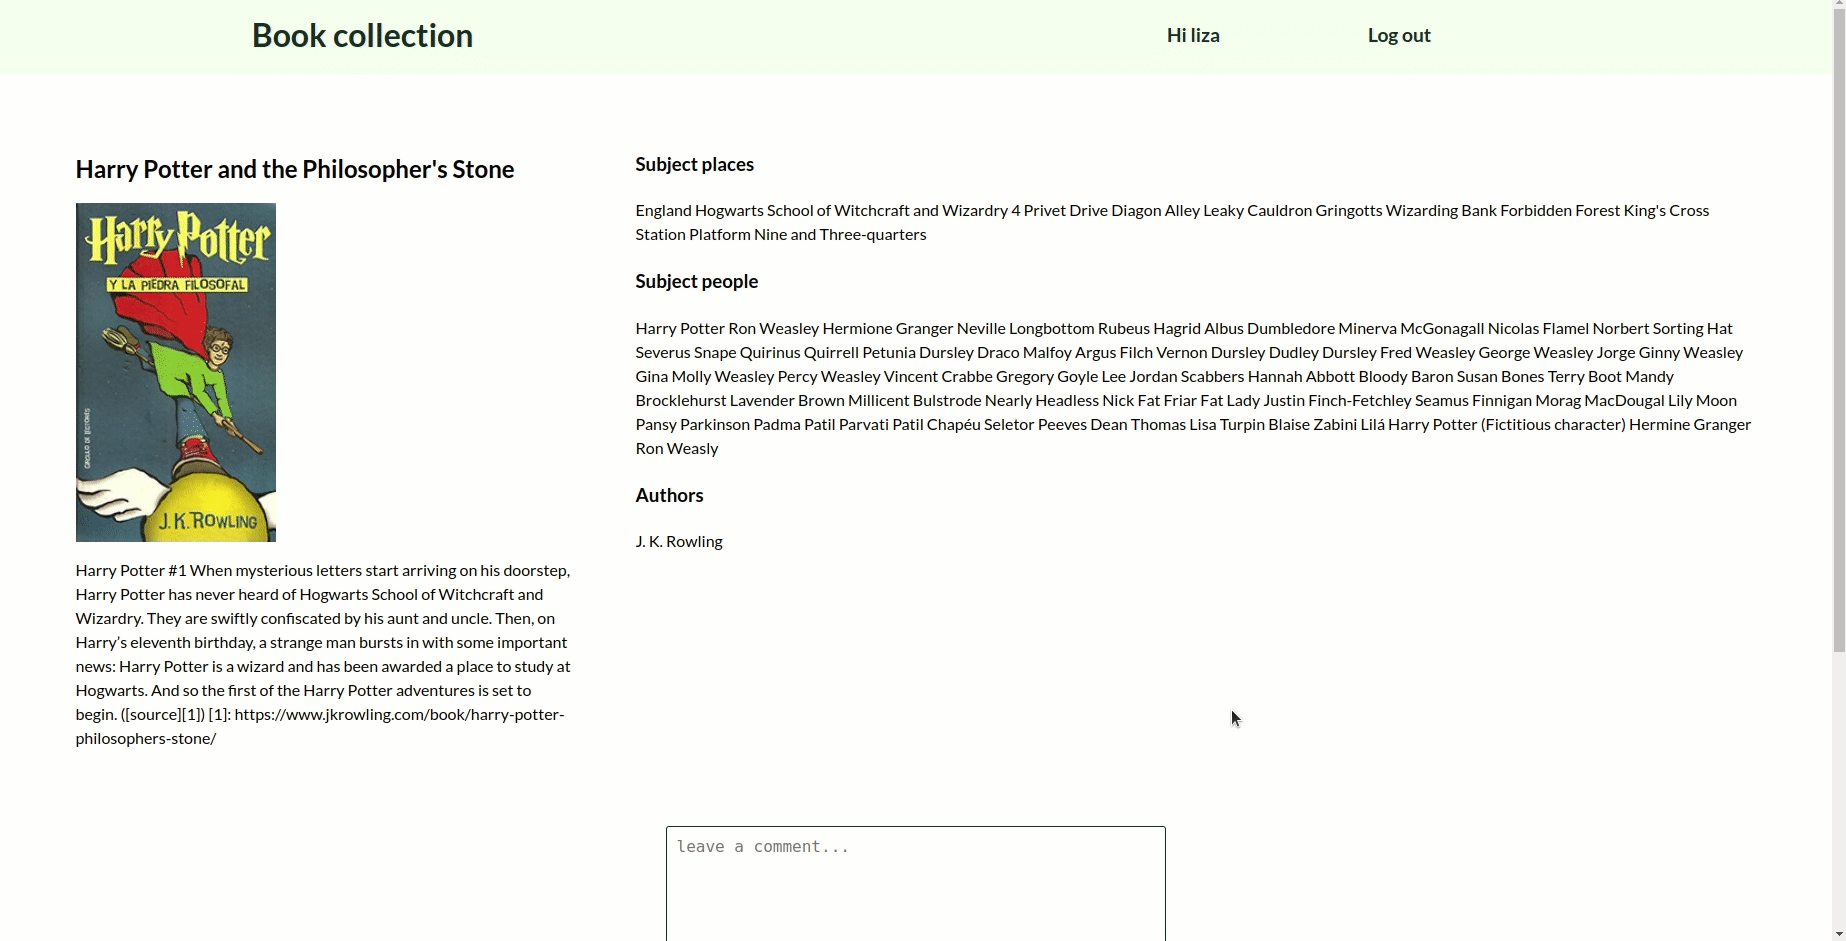 Book collection
Hi liza
Log out
Harry Potter and the Philosopher's Stone
Harry Potter
Y LA PIEDRA FILOSOFAL
CÍRCULO DE LECTORES
J.K.ROWLING
Harry Potter #1 When mysterious letters start arriving on his doorstep,
Harry Potter has never heard of Hogwarts School of Witchcraft and
Wizardry. They are swiftly confiscated by his aunt and uncle. Then, on
Harry’s eleventh birthday, a strange man bursts in with some important
news: Harry Potter is a wizard and has been awarded a place to study at
Hogwarts. And so the first of the Harry Potter adventures is set to
begin. ([source][1]) [1]: https://www.jkrowling.com/book/harry-potter-
philosophers-stone/
Subject places
England Hogwarts School of Witchcraft and Wizardry 4 Privet Drive Diagon Alley Leaky Cauldron Gringotts Wizarding Bank Forbidden Forest King's Cross
Station Platform Nine and Three-quarters
Subject people
Harry Potter Ron Weasley Hermione Granger Neville Longbottom Rubeus Hagrid Albus Dumbledore Minerva McGonagall Nicolas Flamel Norbert Sorting Hat
Severus Snape Quirinus Quirrell Petunia Dursley Draco Malfoy Argus Filch Vernon Dursley Dudley Dursley Fred Weasley George Weasley Jorge Ginny Weasley
Gina Molly Weasley Percy Weasley Vincent Crabbe Gregory Goyle Lee Jordan Scabbers Hannah Abbott Bloody Baron Susan Bones Terry Boot Mandy
Brocklehurst Lavender Brown Millicent Bulstrode Nearly Headless Nick Fat Friar Fat Lady Justin Finch-Fetchley Seamus Finnigan Morag MacDougal Lily Moon
Pansy Parkinson Padma Patil Parvati Patil Chapéu Seletor Peeves Dean Thomas Lisa Turpin Blaise Zabini Lilá Harry Potter (Fictitious character) Hermine Granger
Ron Weasly
Authors
J. K. Rowling
leave a comment...